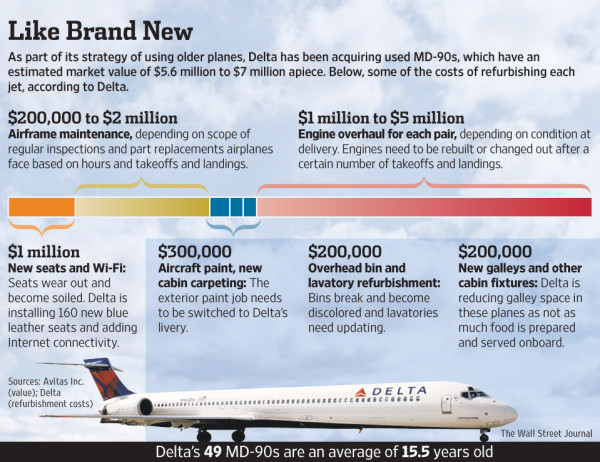 Like Brand New
As part of its strategy of using older planes, Delta has been acquiring used MD-90s, which have an
estimated market value of $5.6 million to $7 million apiece. Below, some of the costs of refurbishing each
jet, according to Delta.
$200,000 to $2 million
Airframe maintenance, depending on scope of
regular inspections and part replacements airplanes
face based on hours and takeoffs and landings.
$1 million to $5 million
Engine overhaul for each pair, depending on condition at
delivery. Engines need to be rebuilt or changed out after a
certain number of takeoffs and landings.
$1 million
New seats and Wi-Fi:
Seats wear out and
become soiled. Delta is
installing 160 new blue
leather seats and adding
Internet connectivity.
$300,000
Aircraft paint, new
cabin carpeting: The
exterior paint job needs
to be switched to Delta's
livery.
$200,000
Overhead bin and
lavatory refurbishment:
Bins break and become
discolored and lavatories
need updating.
$200,000
New galleys and other
cabin fixtures: Delta is
reducing galley space in
these planes as not as
much food is prepared
and served onboard.
Sources: Avitas Inc.
(value); Delta
(refurbishment costs)
DELTA
The Wall Street Journal
Delta's 49 MD-90s are an average of 15.5 years old